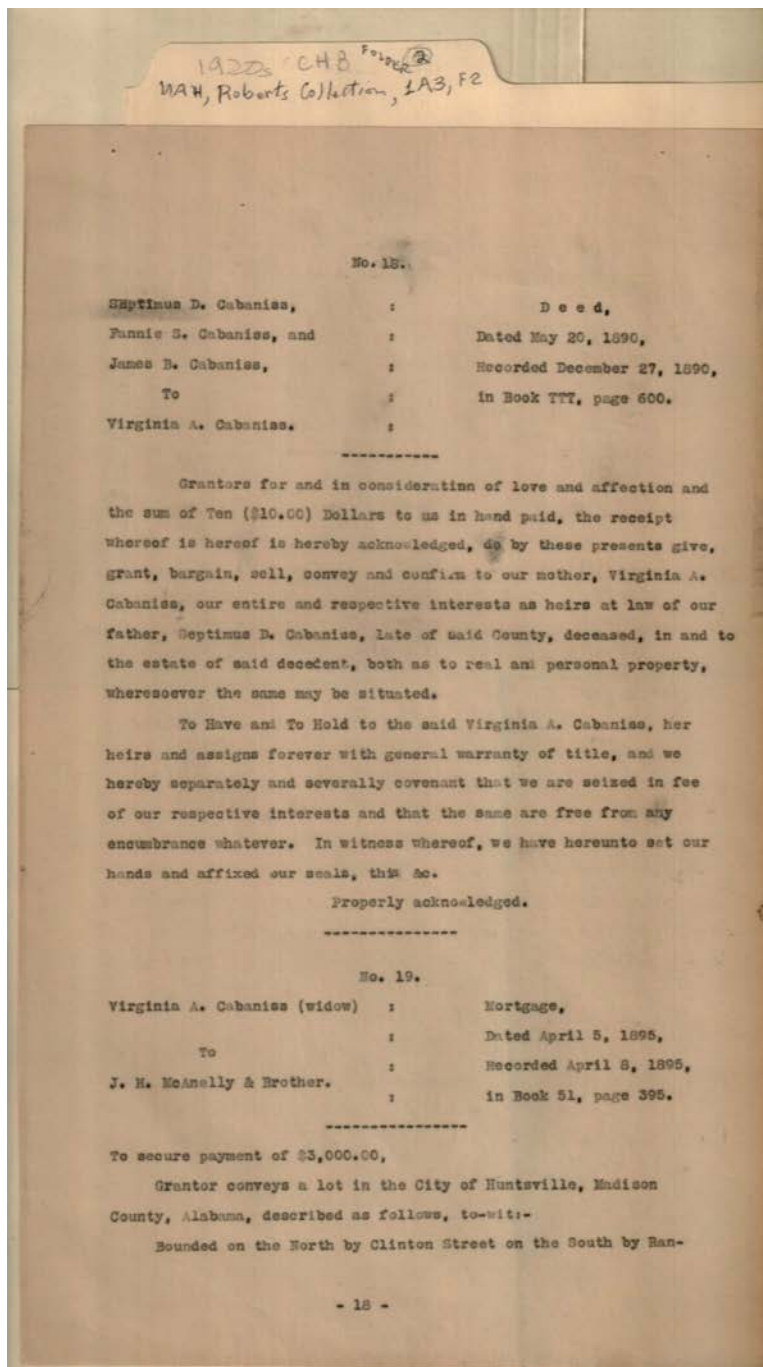 1920s CHB FOLDER 2
UAH, Roberts Collection, 1A3, F2
No. 18.
SEptimus D. Cabaniss, : D e e d,
Fannie S. Cabaniss, and : Dated May 20, 1890,
James B. Cabaniss, : Recorded December 27, 1890,
To : in Book TTT, page 600.
Virginia A. Cabaniss. :
-----------
Grantors for and in consideration of love and affection and
the sum of Ten ($10.00) Dollars to us in hand paid, the receipt
whereof is hereof is hereby acknowledged, do by these presents give,
grant, bargain, sell, convey and confirm to our mother, Virginia A.
Cabaniss, our entire and respective interests as heirs at law of our
father, Septimus D. Cabaniss, late of said County, deceased, in and to
the estate of said decedent, both as to real and personal property,
wheresoever the same may be situated.
To Have and To Hold to the said Virginia A. Cabaniss, her
heirs and assigns forever with general warranty of title, and we
hereby separately and severally covenant that we are seized in fee
of our respective interests and that the same are free from any
encumbrance whatever. In witness whereof, we have hereunto set our
hands and affixed our seals, this &c.
Properly acknowledged.
---------------
No. 19.
Virginia A. Cabaniss (widow) : Mortgage,
: Dated April 5, 1895,
To
: Recorded April 8, 1895,
J. H. McAnelly & Brother.
: in Book 51, page 395.
----------------
To secure payment of $3,000.00,
Grantor conveys a lot in the City of Huntsville, Madison
County, Alabama, described as follows, to-wit:-
Bounded on the North by Clinton Street on the South by Ran-
- 18 -